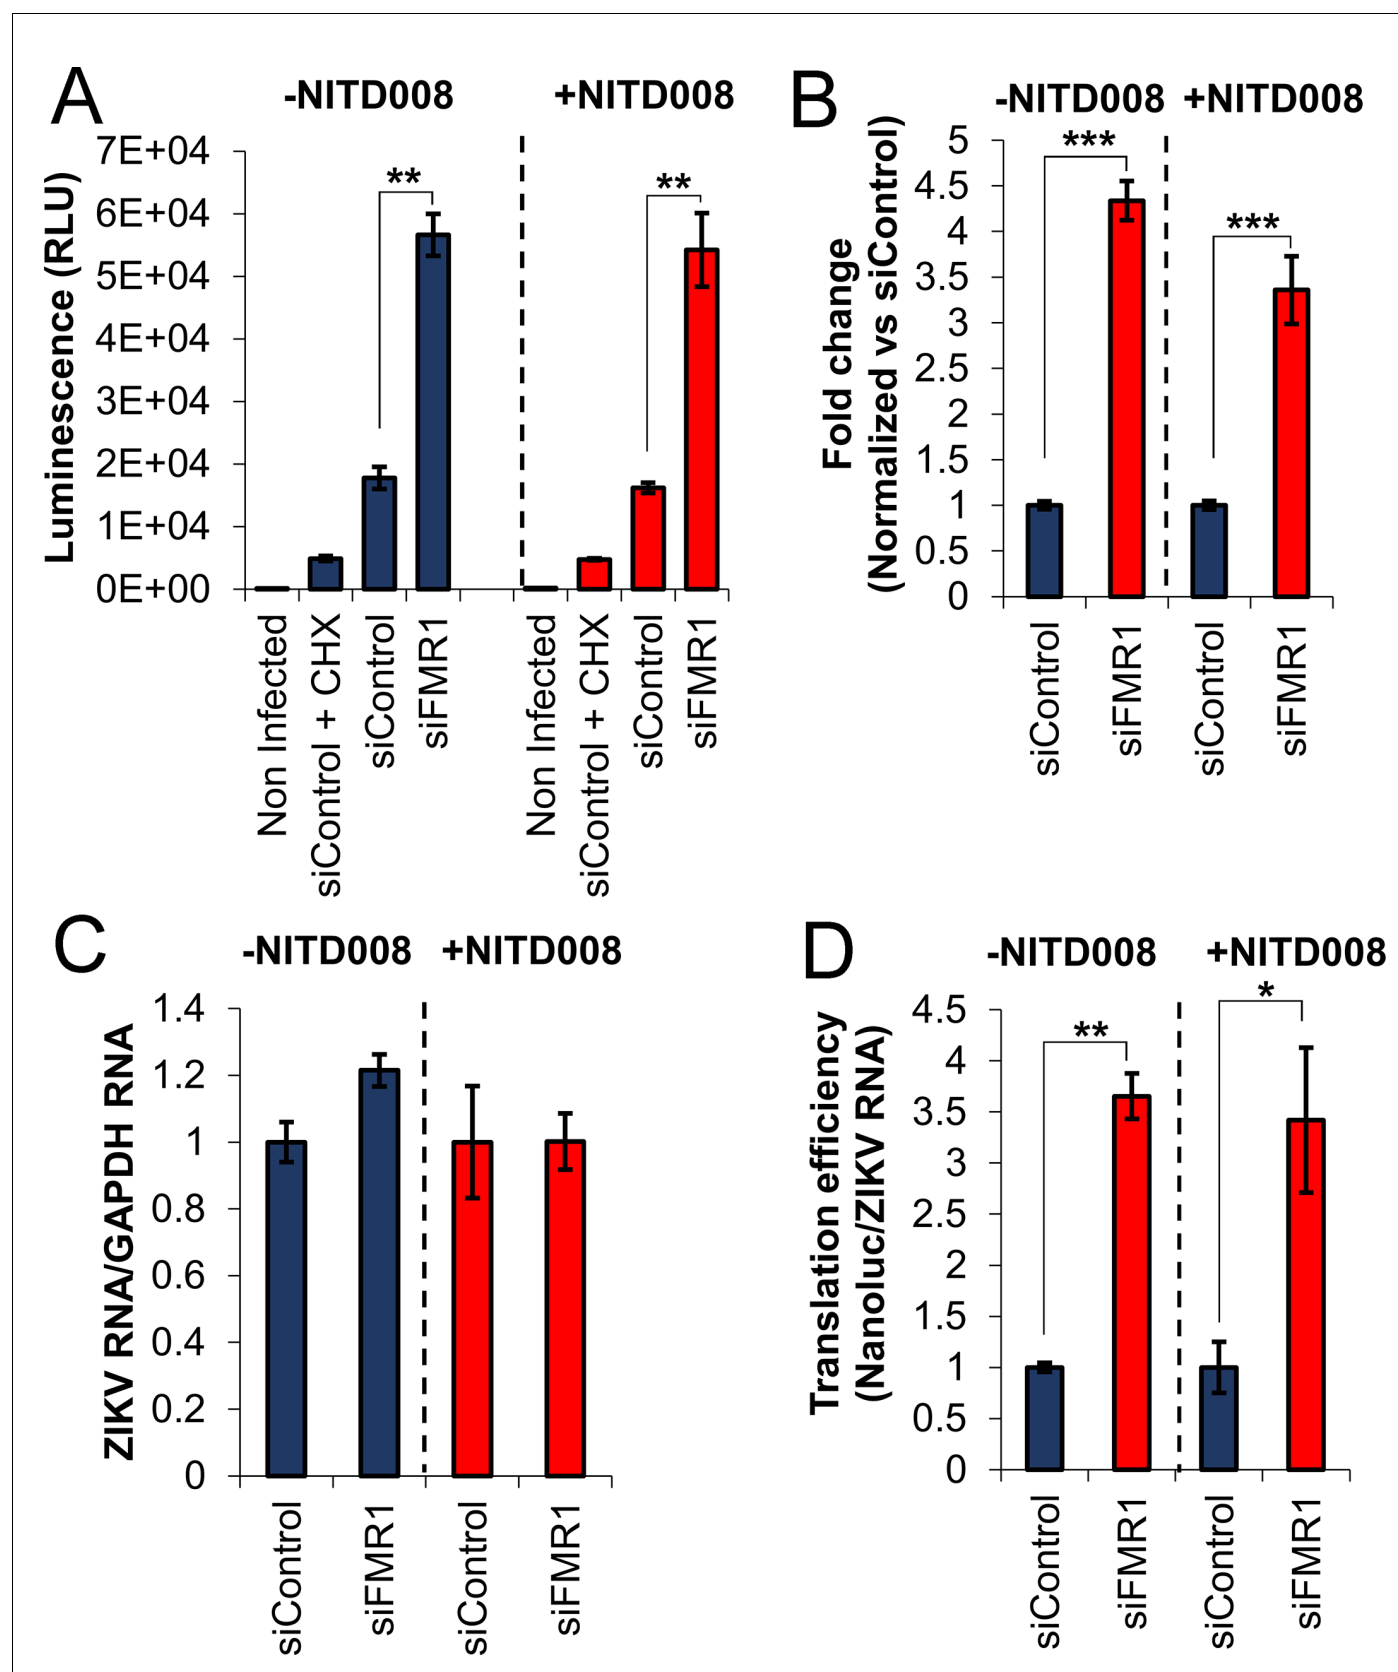 A
-NITD008
+NITD008
Luminescence (RLU)
7E+04
6E+04
5E+04
4E+04
3E+04
2E+04
1E+04
0E+00
**
**
Non Infected
siControl + CHX
siControl
siFMR1
Non Infected
siControl + CHX
siControl
siFMR1
B
-NITD008
+NITD008
Fold change
(Normalized vs siControl)
5
4.5
4
3.5
3
2.5
2
1.5
1
0.5
0
***
***
siControl
siFMR1
siControl
siFMR1
C
-NITD008
+NITD008
ZIKV RNA/GAPDH RNA
1.4
1.2
1
0.8
0.6
0.4
0.2
0
siControl
siFMR1
siControl
siFMR1
D
-NITD008
+NITD008
Translation efficiency
(Nanoluc/ZIKV RNA)
4.5
4
3.5
3
2.5
2
1.5
1
0.5
0
**
*
siControl
siFMR1
siControl
siFMR1